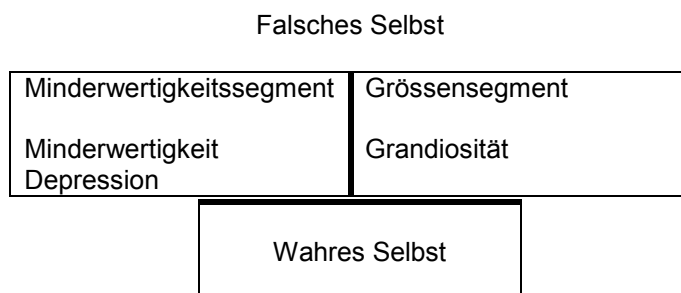 Falsches Selbst
Minderwertigkeitssegment
Grössensegment
Minderwertigkeit
Grandiosität
Depression
Wahres Selbst